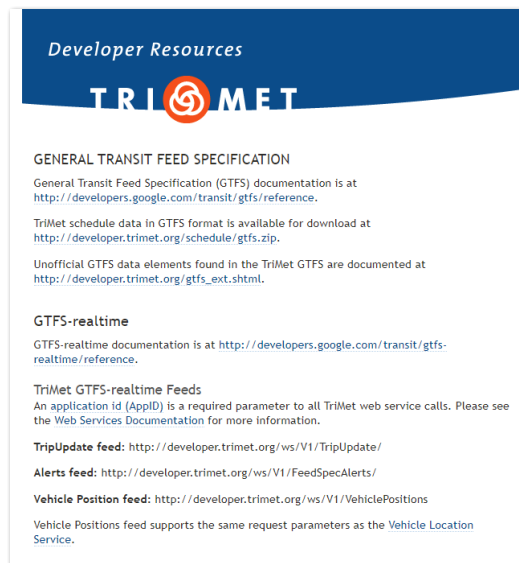 Developer Resources
TRI MET
GENERAL TRANSIT FEED SPECIFICATION
General Transit Feed Specification (GTFS) documentation is at
http://developers.google.com/transit/gtfs/reference.
TriMet schedule data in GTFS format is available for download at
http://developer.trimet.org/schedule/gtfs.zip.
Unofficial GTFS data elements found in the TriMet GTFS are documented at
http://developer.trimet.org/gtfs_ext.shtml.
GTFS-realtime
GTFS-realtime documentation is at http://developers.google.com/transit/gtfs-
realtime/reference.
TriMet GTFS-realtime Feeds
An application id (AppID) is a required parameter to all TriMet web service calls. Please see
the Web Services Documentation for more information.
TripUpdate feed: http://developer.trimet.org/ws/V1/TripUpdate/
Alerts feed: http://developer.trimet.org/ws/V1/FeedSpecAlerts/
Vehicle Position feed: http://developer.trimet.org/ws/V1/VehiclePositions
Vehicle Positions feed supports the same request parameters as the Vehicle Location
Service.